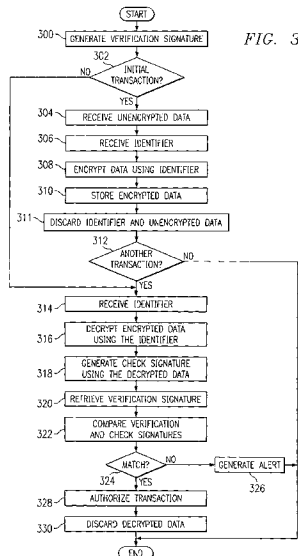 START
FIG. 3
300
GENERATE VERIFICATION SIGNATURE
302
INITIAL
TRANSACTION?
NO
YES
304
RECEIVE UNENCRYPTED DATA
306
RECEIVE IDENTIFIER
308
ENCRYPT DATA USING IDENTIFIER
310
STORE ENCRYPTED DATA
311
DISCARD IDENTIFIER AND UNENCRYPTED DATA
312
ANOTHER
TRANSACTION?
NO
YES
314
RECEIVE IDENTIFIER
316
DECRYPT ENCRYPTED DATA
USING THE IDENTIFIER
318
GENERATE CHECK SIGNATURE
USING THE DECRYPTED DATA
320
RETRIEVE VERIFICATION SIGNATURE
322
COMPARE VERIFICATION
AND CHECK SIGNATURES
MATCH?
NO
GENERATE ALERT
324
YES
326
328
AUTHORIZE TRANSACTION
330
DISCARD DECRYPTED DATA
END